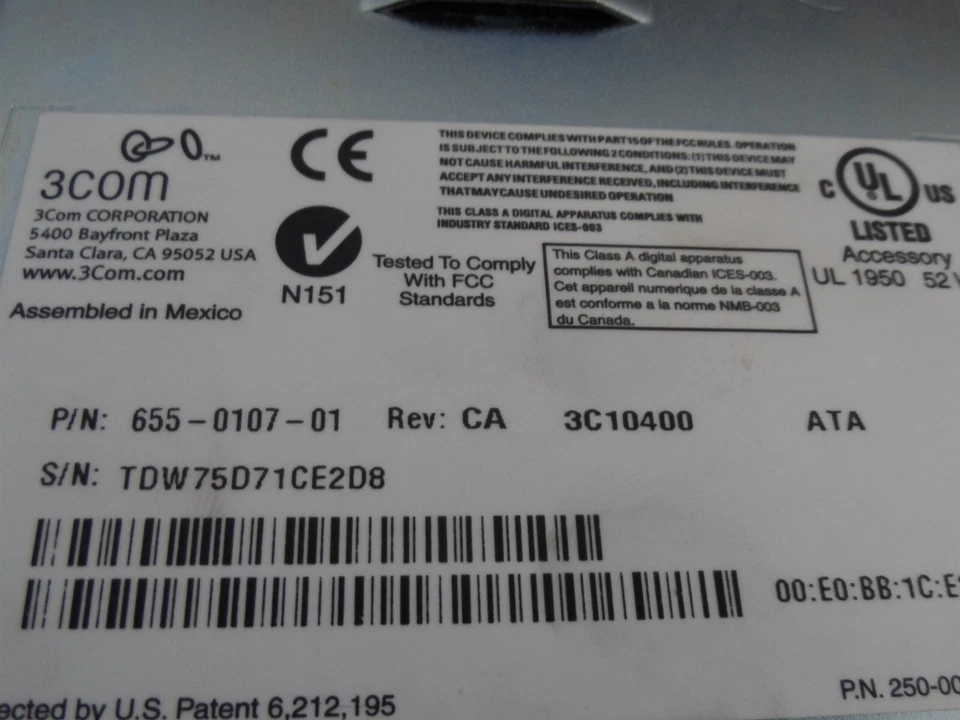 3COM TM
3Com CORPORATION
5400 Bayfront Plaza
Santa Clara, CA 95052 USA
www.3Com.com
Assembled in Mexico
CE
N151
THIS DEVICE COMPLIES WITH PART 15 OF THE FCC RULES. OPERATION
IS SUBJECT TO THE FOLLOWING 2 CONDITIONS: (1) THIS DEVICE MAY
NOT CAUSE HARMFUL INTERFERENCE, AND (2) THIS DEVICE MUST
ACCEPT ANY INTERFERENCE RECEIVED, INCLUDING INTERFERENCE
THAT MAY CAUSE UNDESIRED OPERATION
THIS CLASS A DIGITAL APPARATUS COMPLIES WITH
INDUSTRY STANDARD ICES-003
Tested To Comply
With FCC
Standards
This Class A digital apparatus
complies with Canadian ICES-003.
Cet appareil numerique de la classe A
est conforme a la norme NMB-003
du Canada.
C UL US
LISTED
Accessory
UL 1950 52
P/N: 655-0107-01 Rev: CA 3C10400 ATA
S/N: TDW75D71CE2D8
00:E0:BB:1C:E
ected by U.S. Patent 6,212,195
P.N. 250-00